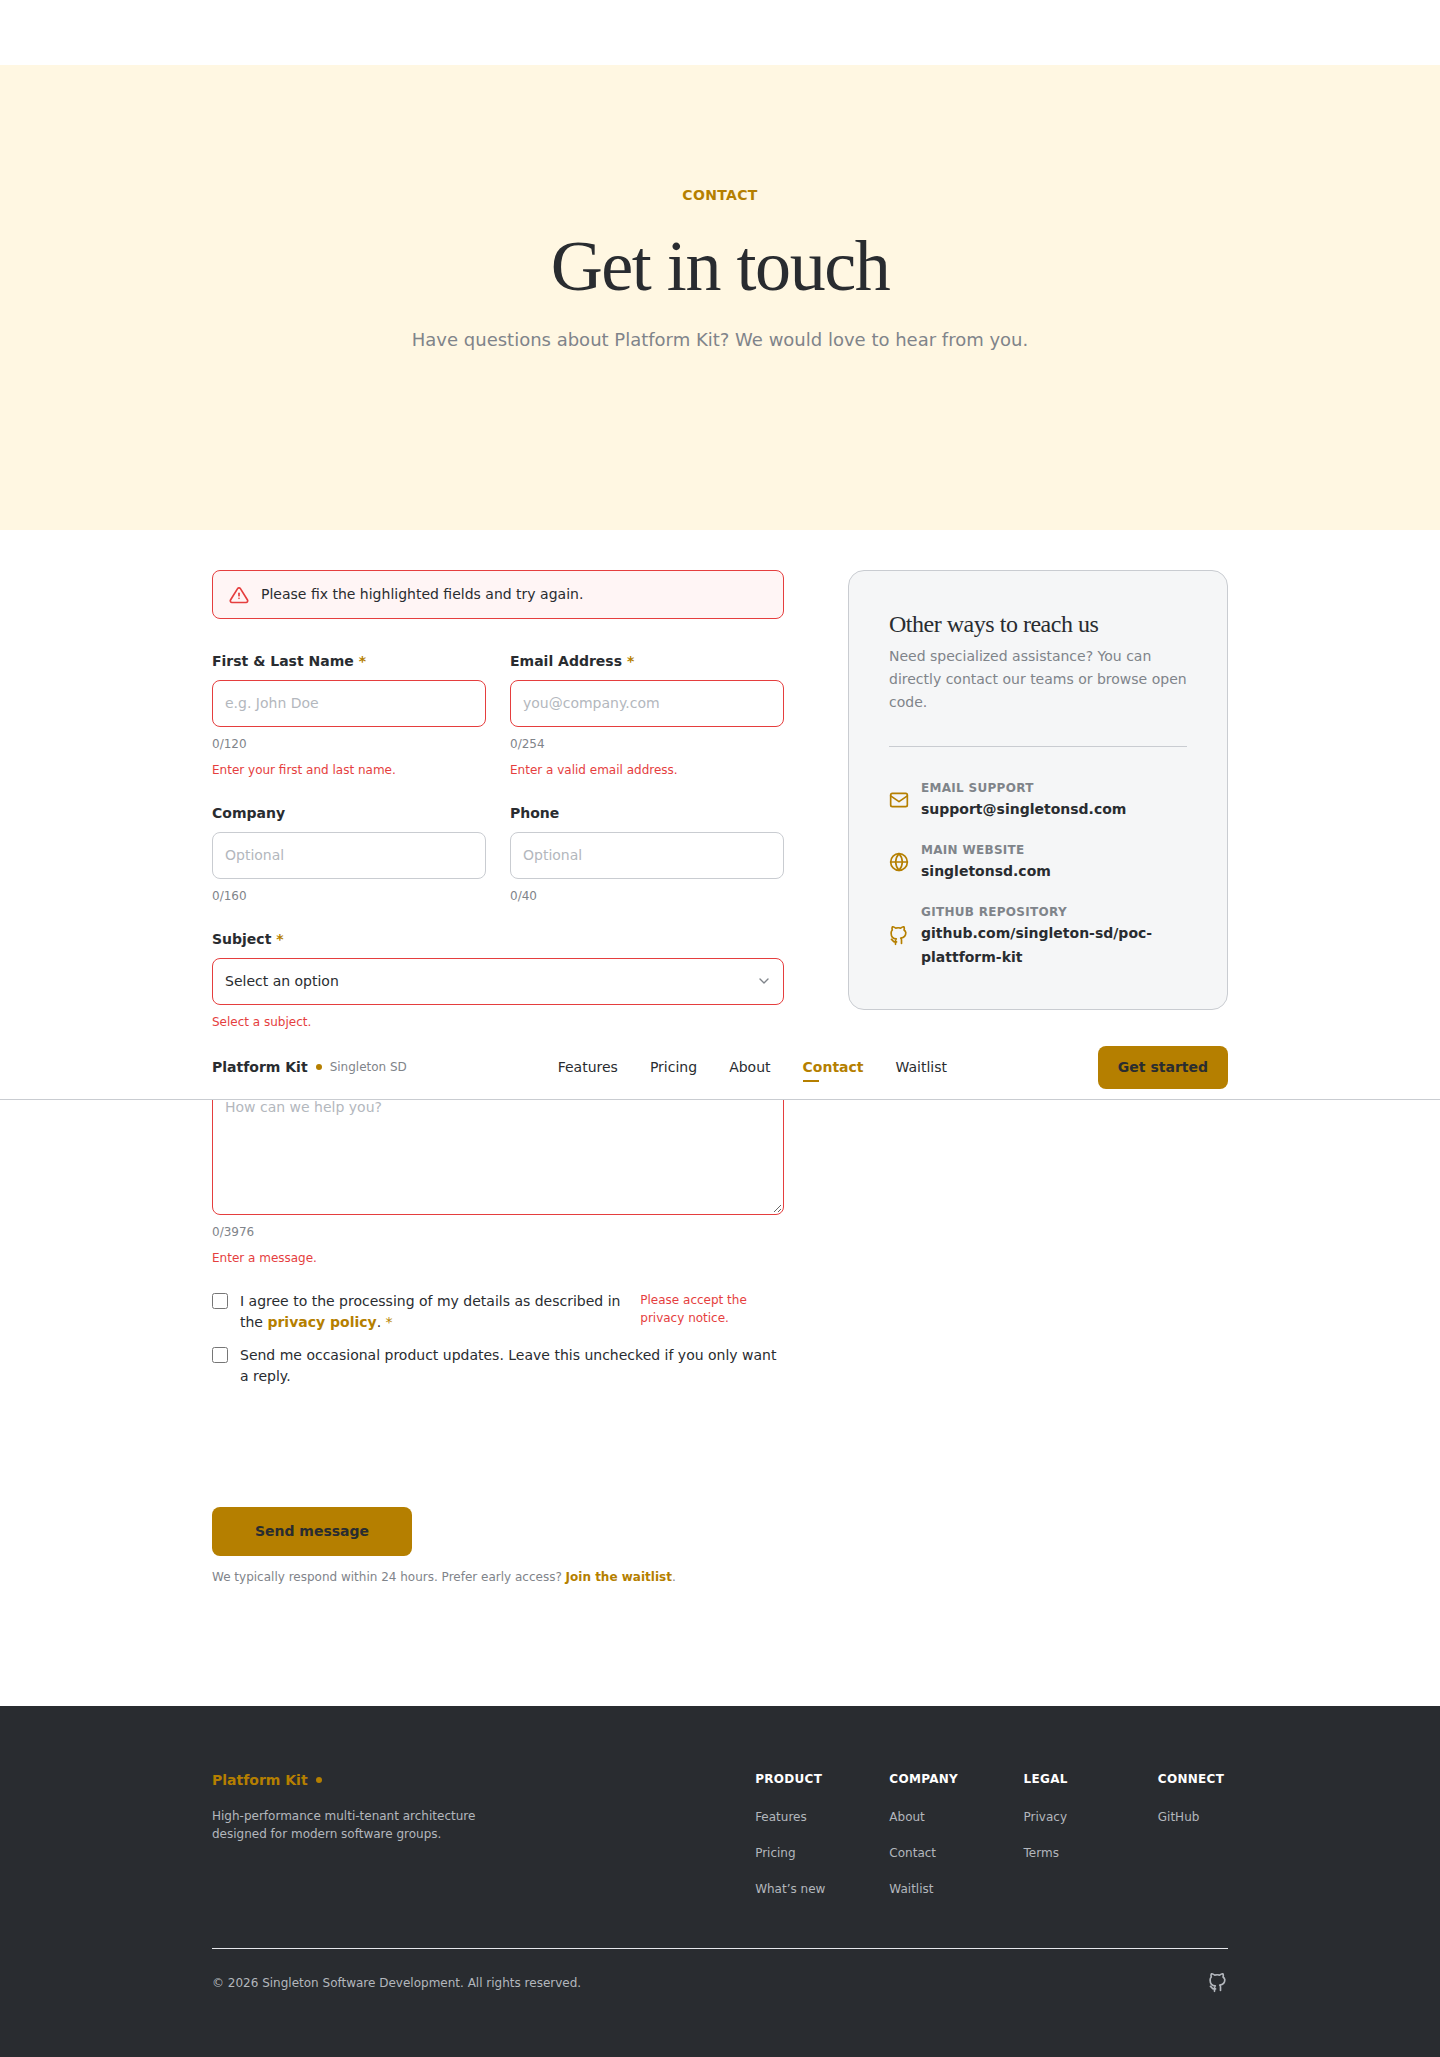 CONTACT
Get in touch
Have questions about Platform Kit? We would love to hear from you.
Please fix the highlighted fields and try again.
First & Last Name *
Email Address *
e.g. John Doe
you@company.com
0/120
0/254
Enter your first and last name.
Enter a valid email address.
Company
Phone
Optional
Optional
0/160
0/40
Subject *
Select an option
Select a subject.
Other ways to reach us
Need specialized assistance? You can
directly contact our teams or browse open
code.
EMAIL SUPPORT
support@singletonsd.com
MAIN WEBSITE
singletonsd.com
GITHUB REPOSITORY
github.com/singleton-sd/poc-
plattform-kit
Platform Kit
Singleton SD
Features
Pricing
About
Contact
Waitlist
Get started
How can we help you?
0/3976
Enter a message.
I agree to the processing of my details as described in
the privacy policy. *
Please accept the
privacy notice.
Send me occasional product updates. Leave this unchecked if you only want
a reply.
Send message
We typically respond within 24 hours. Prefer early access? Join the waitlist.
Platform Kit
High-performance multi-tenant architecture
designed for modern software groups.
PRODUCT
Features
Pricing
What’s new
COMPANY
About
Contact
Waitlist
LEGAL
Privacy
Terms
CONNECT
GitHub
© 2026 Singleton Software Development. All rights reserved.